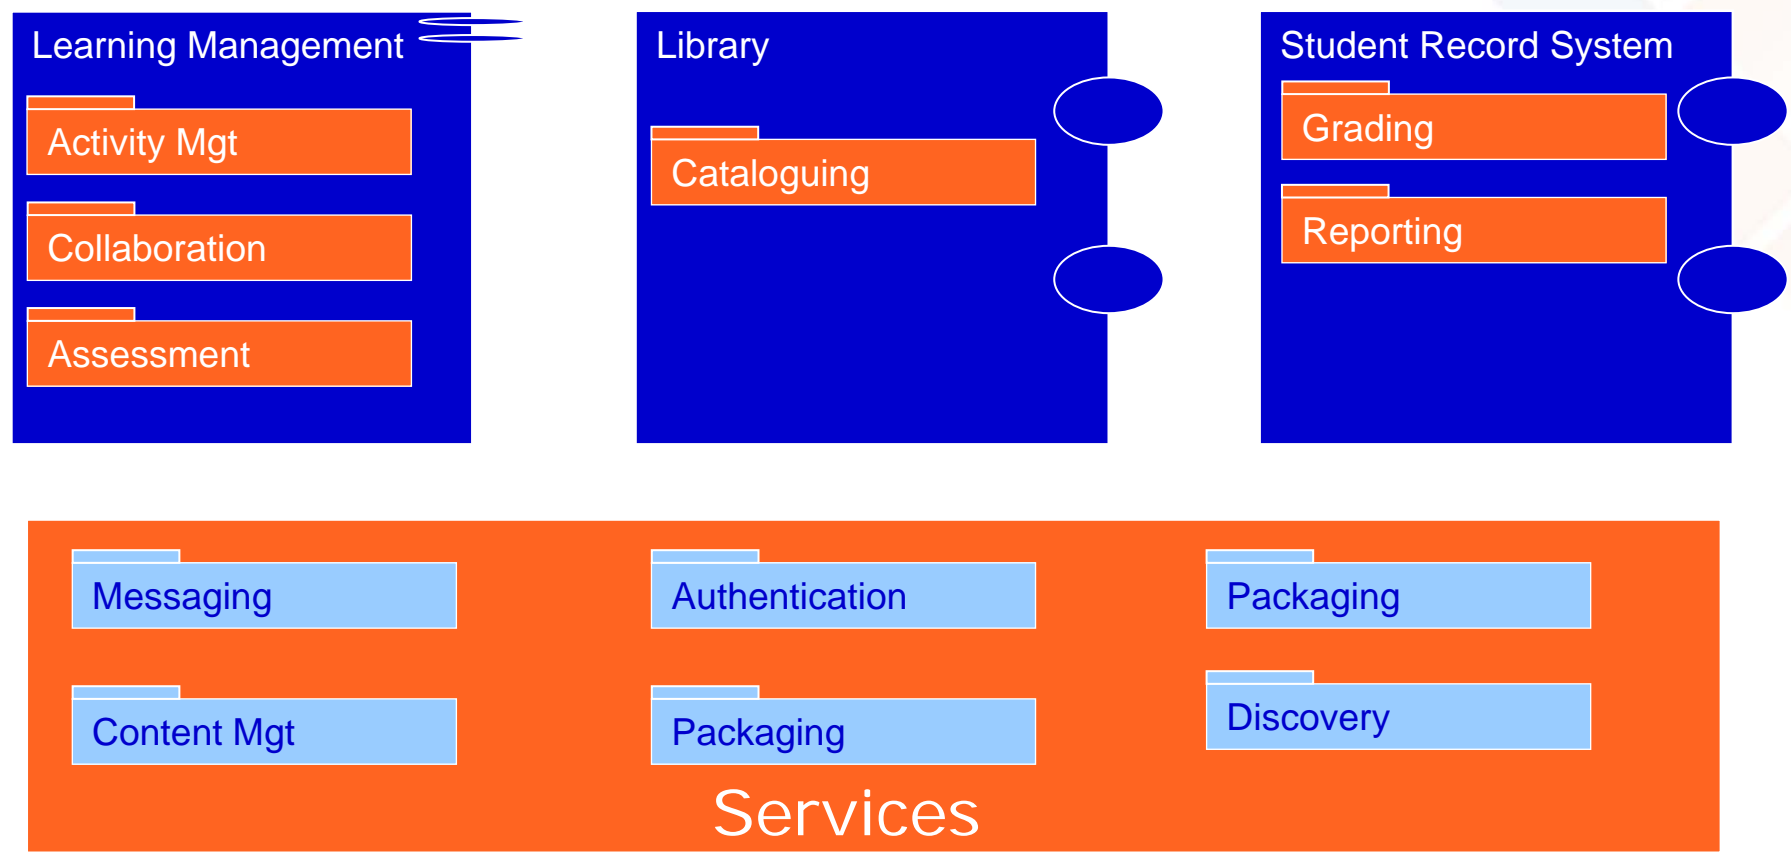 Learning Management
Activity Mgt
Collaboration
Assessment
Library
Cataloguing
Student Record System
Grading
Reporting
Messaging
Authentication
Packaging
Content Mgt
Packaging
Discovery
Services